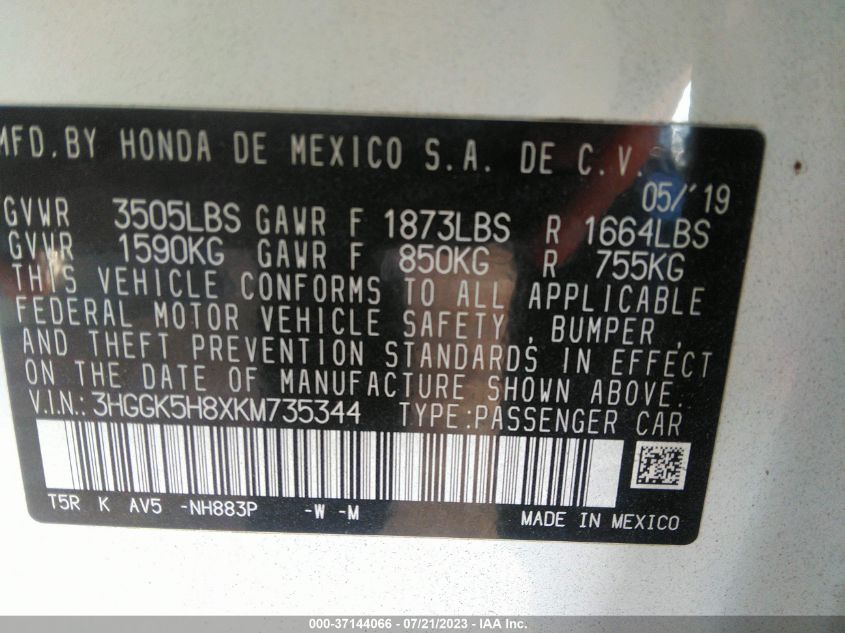 MFD. BY HONDA DE MEXICO S.A. DE C.V.
05/'19
GVWR 3505LBS GAWR F 1873LBS R 1664LBS
GVWR 1590KG GAWR F 850KG R 755KG
THIS VEHICLE CONFORMS TO ALL APPLICABLE
FEDERAL MOTOR VEHICLE SAFETY , BUMPER ,
AND THEFT PREVENTION STANDARDS IN EFFECT
ON THE DATE OF MANUFACTURE SHOWN ABOVE.
V.I.N.: 3HGGK5H8XKM735344 TYPE:PASSENGER CAR
T5R K AV5 -NH883P -W -M
MADE IN MEXICO
000-37144066 - 07/21/2023 - IAA Inc.